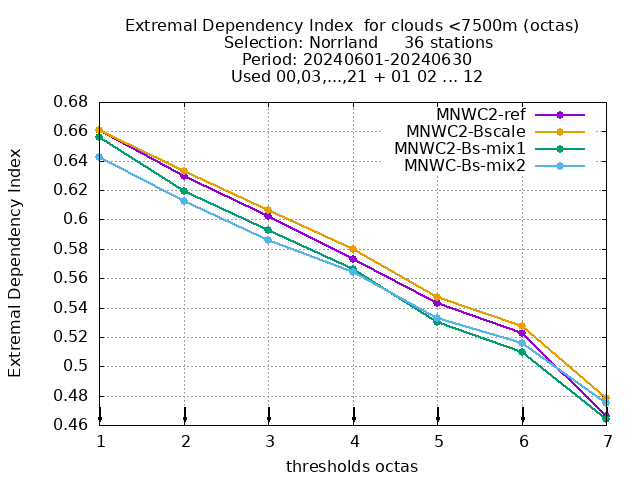 Extremal Dependency Index  for clouds <7500m (octas)
Selection: Norrland     36 stations
Period: 20240601-20240630
Used 00,03,...,21 + 01 02 ... 12
MNWC2-ref
MNWC2-Bscale
MNWC2-Bs-mix1
MNWC-Bs-mix2
Extremal Dependency Index
0.68
0.66
0.64
0.62
0.6
0.58
0.56
0.54
0.52
0.5
0.48
0.46
1 2 3 4 5 6 7
thresholds octas